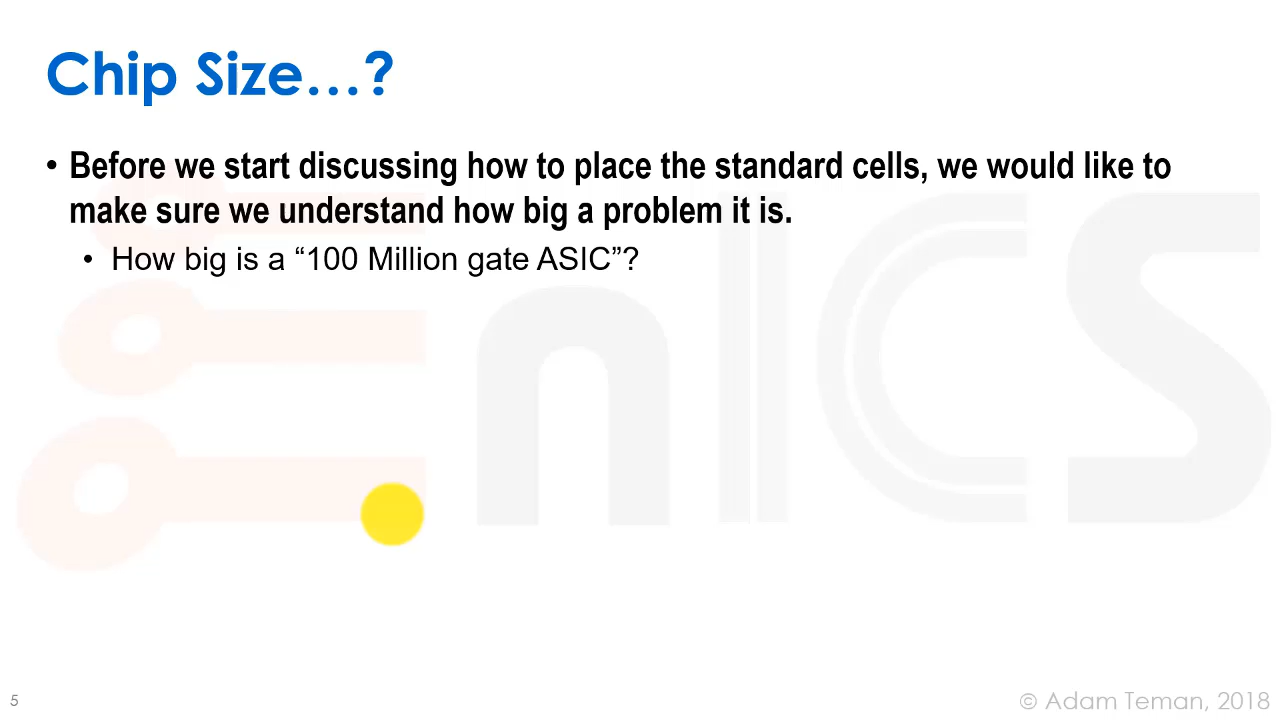 Chip Size…?
• Before we start discussing how to place the standard cells, we would like to
make sure we understand how big a problem it is.
• How big is a “100 Million gate ASIC”?
enICS
5
© Adam Teman, 2018